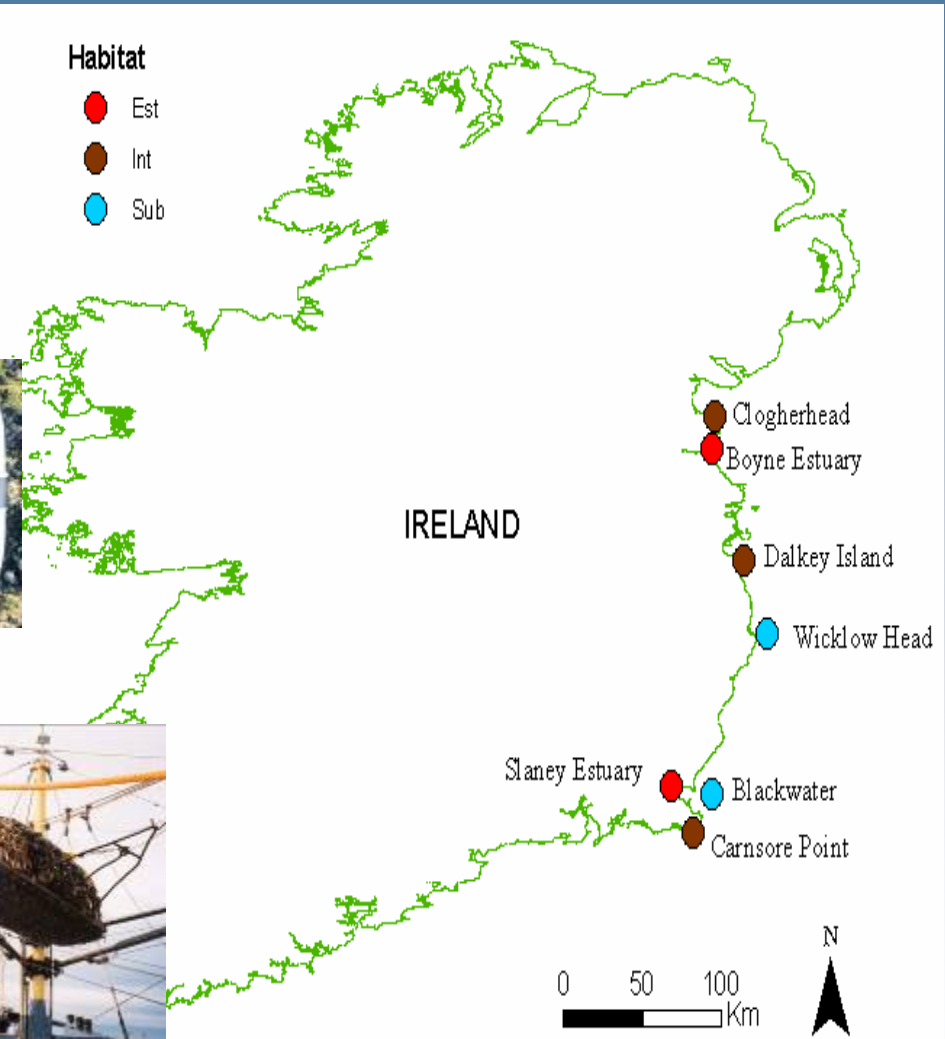 Habitat
Est
Int
Sub
Clogherhead
Boyne Estuary
IRELAND
Dalkey Island
Wicklow Head
Slaney Estuary
Blackwater
Carnsore Point
N
0 50 100
Km